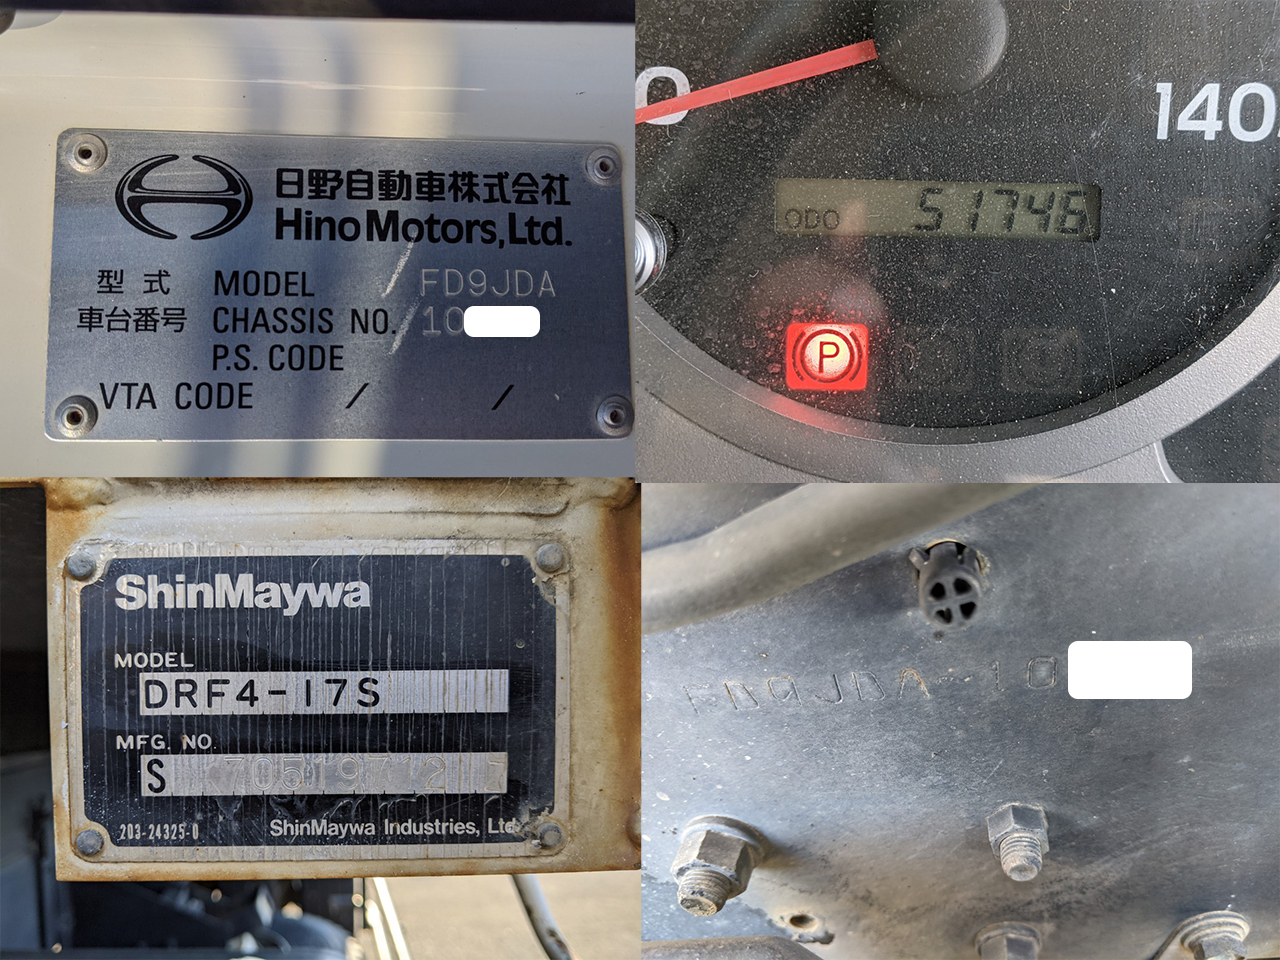 日野自動車株式会社
Hino Motors, Ltd.
型式 MODEL FD9JDA
車台番号 CHASSIS NO. 10
P.S. CODE
VTA CODE / /
0
140
ODO 51746
P
ShinMaywa
MODEL
DRF4-17S
MFG. NO.
S 70519712
203-24325-0 ShinMaywa Industries, Ltd.
FD9JDA-10